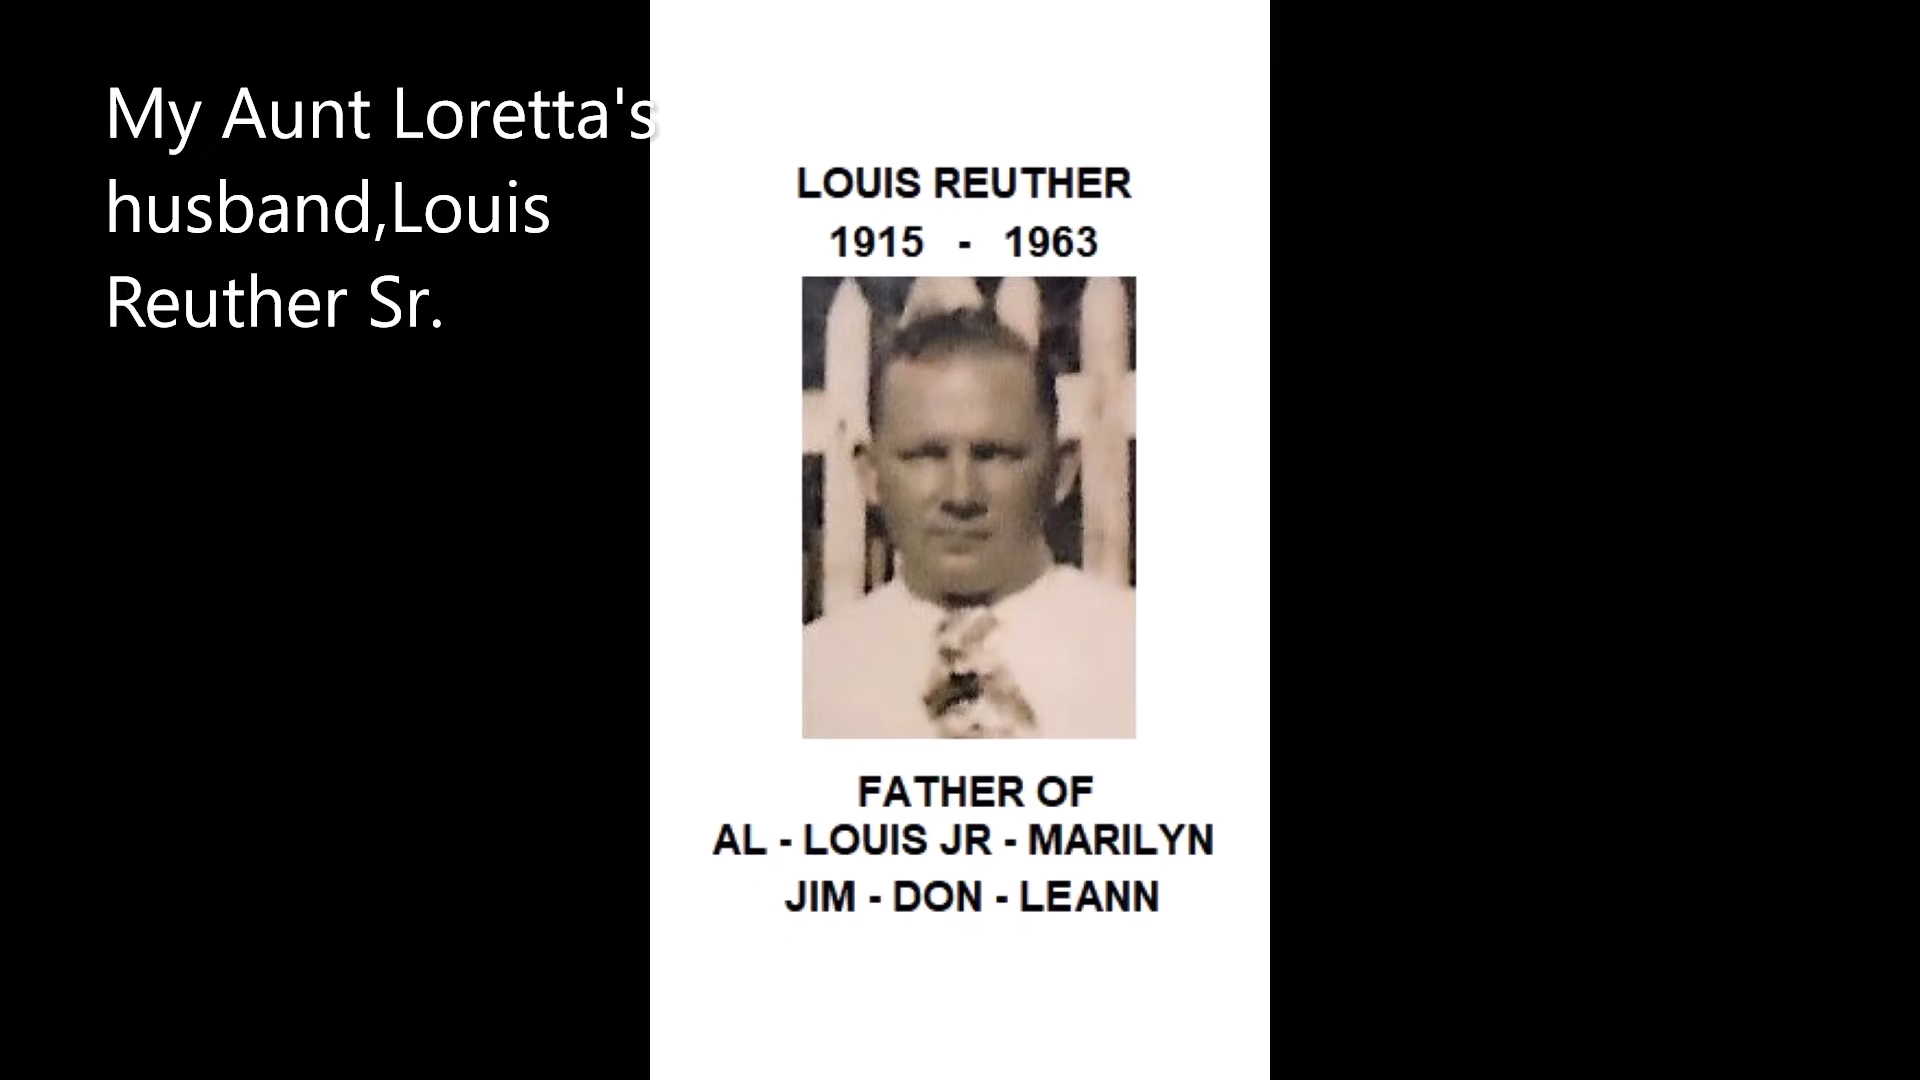 My Aunt Loretta's
husband,Louis
Reuther Sr.
LOUIS REUTHER
1915 - 1963
FATHER OF
AL - LOUIS JR - MARILYN
JIM - DON - LEANN